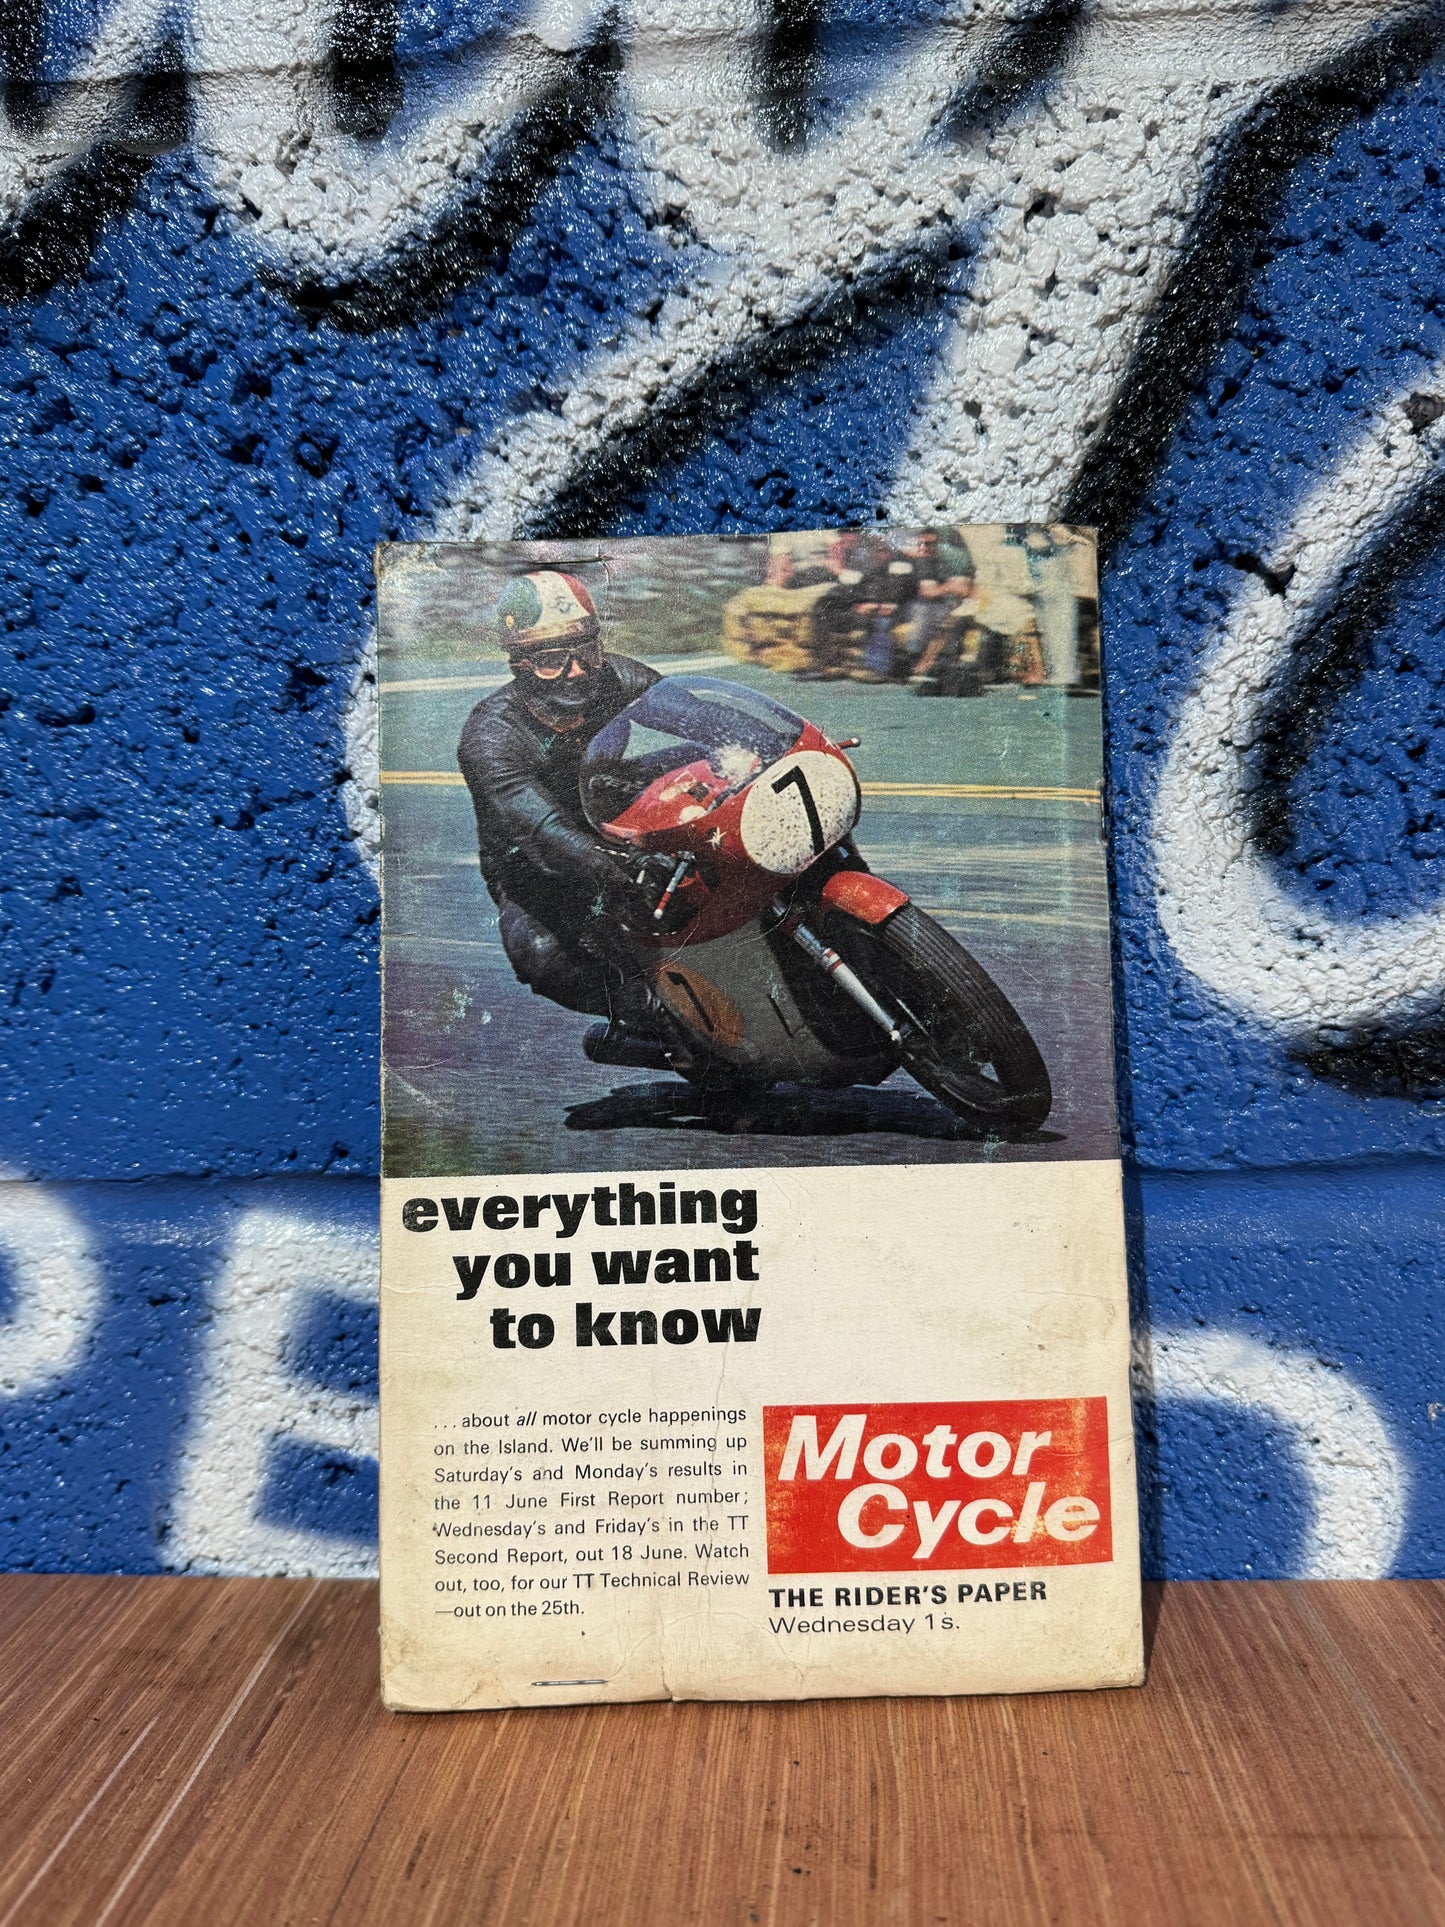 7
7
everything
you want
to know
... about all motor cycle happenings
on the Island. We'll be summing up
Saturday's and Monday's results in
the 11 June First Report number;
Wednesday's and Friday's in the TT
Second Report, out 18 June. Watch
out, too, for our TT Technical Review
—out on the 25th.
Motor
Cycle
THE RIDER'S PAPER
Wednesday 1s.